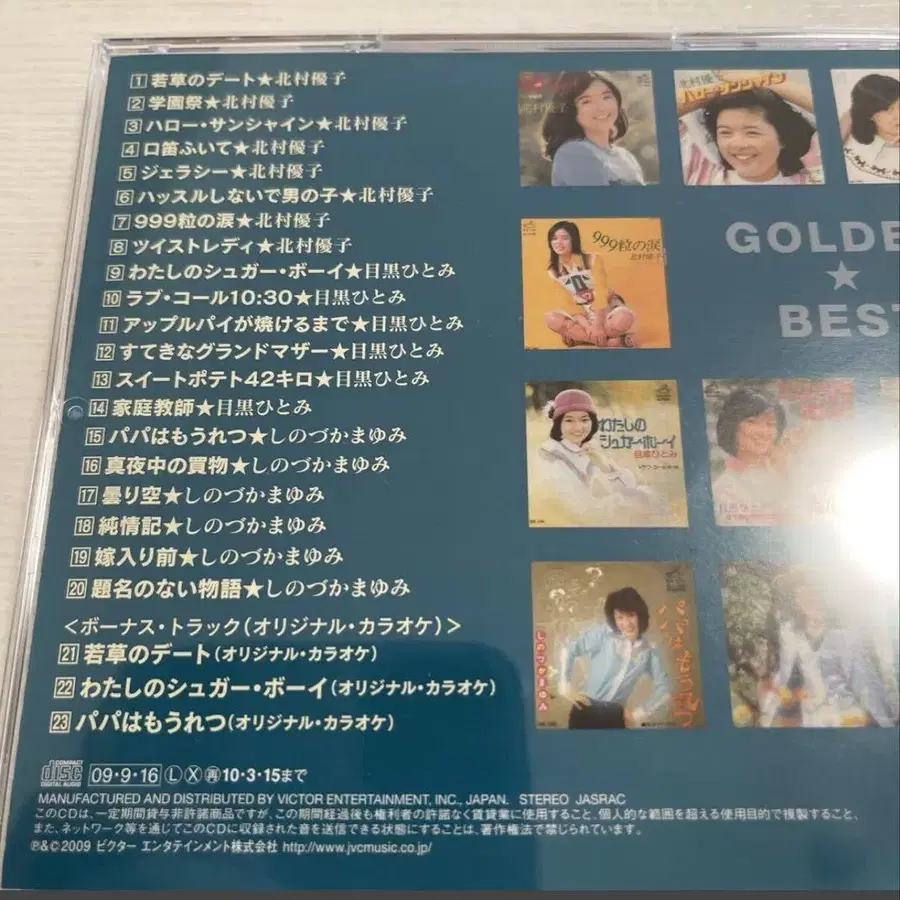 1 若草のデート★北村優子
2 学園祭★北村優子
3 ハロー・サンシャイン★北村優子
4 口笛ふいて★北村優子
5 ジェラシー★北村優子
6 ハッスルしないで男の子★北村優子
7 999粒の涙★北村優子
8 ツイストレディ★北村優子
9 わたしのシュガー・ボーイ★目黒ひとみ
10 ラブ・コール10:30★目黒ひとみ
11 アップルパイが焼けるまで★目黒ひとみ
12 すてきなグランドマザー★目黒ひとみ
13 スイートポテト42キロ★目黒ひとみ
14 家庭教師★目黒ひとみ
15 パパはもうれつ★しのづかまゆみ
16 真夜中の買物★しのづかまゆみ
17 曇り空★しのづかまゆみ
18 純情記★しのづかまゆみ
19 嫁入り前★しのづかまゆみ
20 題名のない物語★しのづかまゆみ
<ボーナス・トラック(オリジナル・カラオケ)>
21 若草のデート(オリジナル・カラオケ)
22 わたしのシュガー・ボーイ(オリジナル・カラオケ)
23 パパはもうれつ(オリジナル・カラオケ)
北村優子
北村優子
ハロー・サンシャイン
999粒の涙
北村優子
GOLDE
★
BEST
わたしの
シュガー・ボーイ
目黒ひとみ
パパはもうれつ
しのづかまゆみ
COMPACT disc DIGITAL AUDIO 09・9・16 Ⓛ Ⓧ 再 10・3・15まで
MANUFACTURED AND DISTRIBUTED BY VICTOR ENTERTAINMENT, INC., JAPAN. STEREO JASRAC
このCDは、一定期間貸与非許諾商品ですが、この期間経過後も権利者の許諾なく賃貸業に使用すること、個人的な範囲を超える使用目的で複製すること、
また、ネットワーク等を通じてこのCDに収録された音を送信できる状態にすることは、著作権法で禁じられています。
℗&©2009 ビクター エンタテインメント株式会社 http://www.jvcmusic.co.jp/